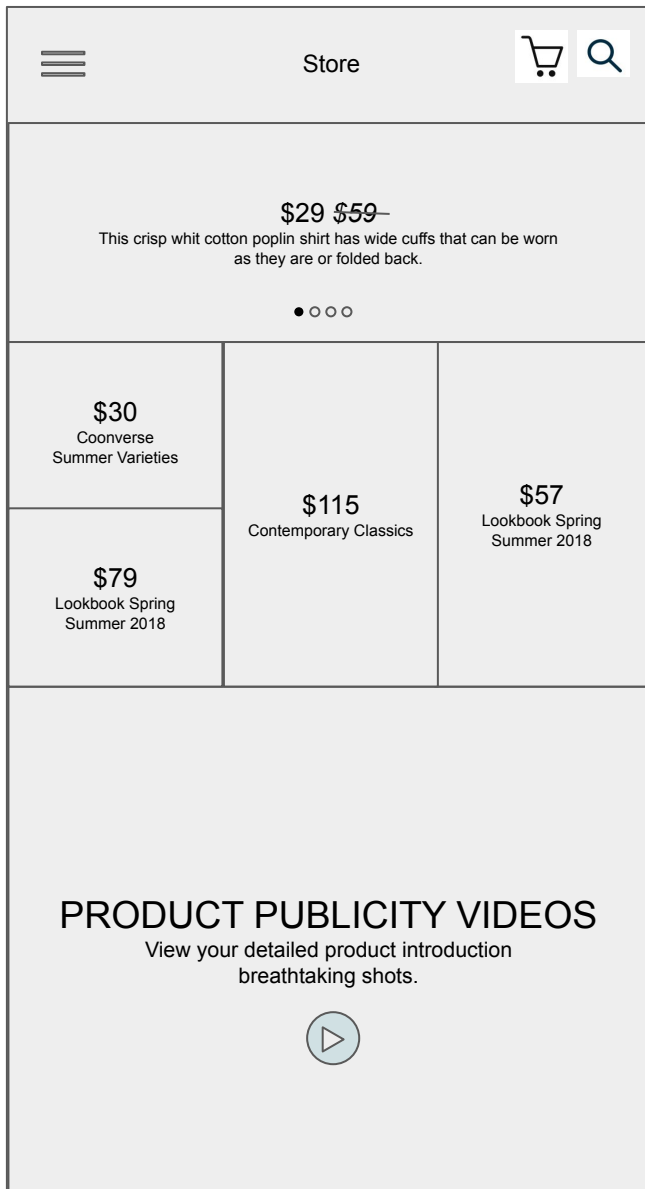 Store
$29 $59
This crisp whit cotton poplin shirt has wide cuffs that can be worn
as they are or folded back.
$30
Coonverse
Summer Varieties
$79
Lookbook Spring
Summer 2018
$115
Contemporary Classics
$57
Lookbook Spring
Summer 2018
PRODUCT PUBLICITY VIDEOS
View your detailed product introduction
breathtaking shots.